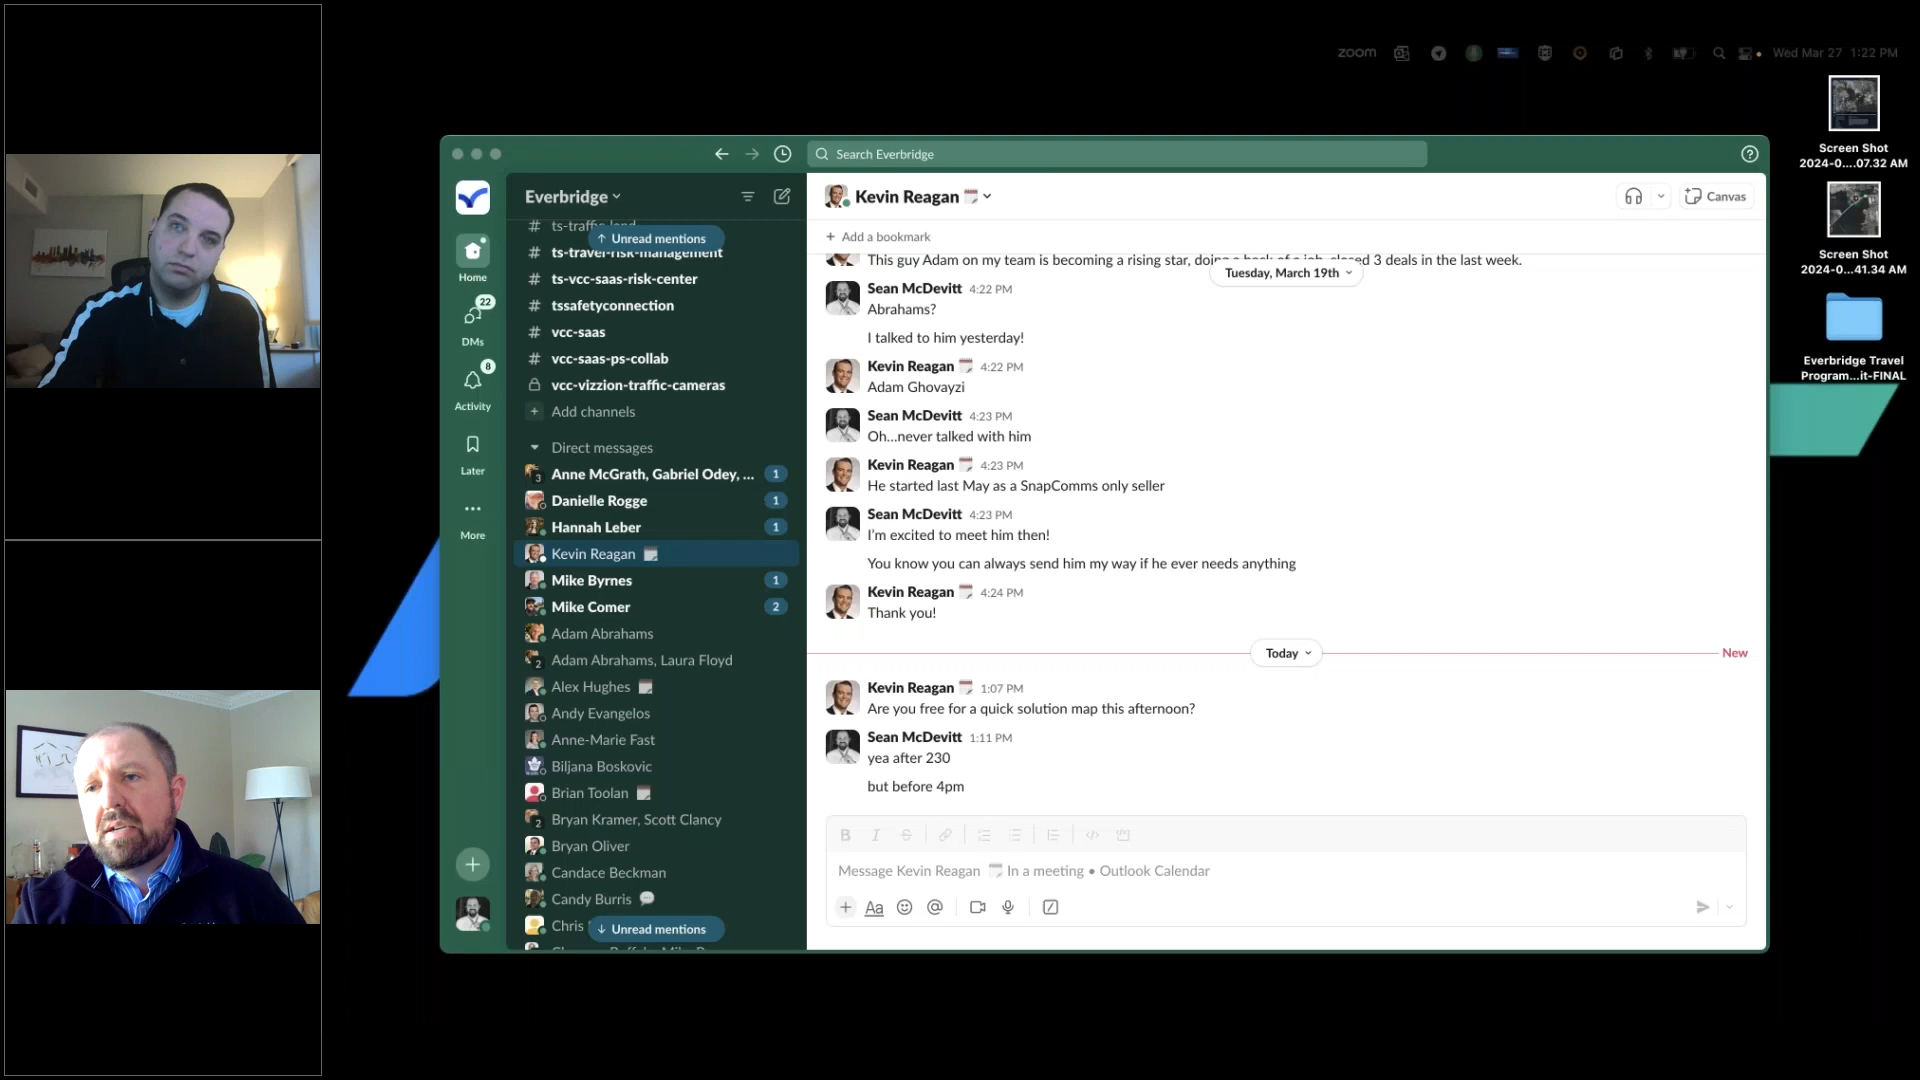 zoom
Wed Mar 27 1:22 PM
Screen Shot
2024-0....07.32 AM
Screen Shot
2024-0...41.34 AM
Everbridge Travel
Program...it-FINAL
Search Everbridge
Everbridge
Home
22
DMs
8
Activity
Later
More
# ts-traffic-lend
↑ Unread mentions
# ts-travel-risk-management
# ts-vcc-saas-risk-center
# tssafetyconnection
# vcc-saas
# vcc-saas-ps-collab
vcc-vizzion-traffic-cameras
+ Add channels
Direct messages
3 Anne McGrath, Gabriel Odey, ... 1
Danielle Rogge 1
Hannah Leber 1
Kevin Reagan
Mike Byrnes 1
Mike Comer 2
Adam Abrahams
2 Adam Abrahams, Laura Floyd
Alex Hughes
Andy Evangelos
Anne-Marie Fast
Biljana Boskovic
Brian Toolan
2 Bryan Kramer, Scott Clancy
Bryan Oliver
Candace Beckman
Candy Burris
Chris
↓ Unread mentions
Kevin Reagan
Canvas
+ Add a bookmark
This guy Adam on my team is becoming a rising star, doing a heck of a job, closed 3 deals in the last week.
Tuesday, March 19th
Sean McDevitt 4:22 PM
Abrahams?
I talked to him yesterday!
Kevin Reagan 4:22 PM
Adam Ghovayzi
Sean McDevitt 4:23 PM
Oh...never talked with him
Kevin Reagan 4:23 PM
He started last May as a SnapComms only seller
Sean McDevitt 4:23 PM
I'm excited to meet him then!
You know you can always send him my way if he ever needs anything
Kevin Reagan 4:24 PM
Thank you!
Today
New
Kevin Reagan 1:07 PM
Are you free for a quick solution map this afternoon?
Sean McDevitt 1:11 PM
yea after 230
but before 4pm
B I S
Message Kevin Reagan In a meeting • Outlook Calendar
+ Aa @